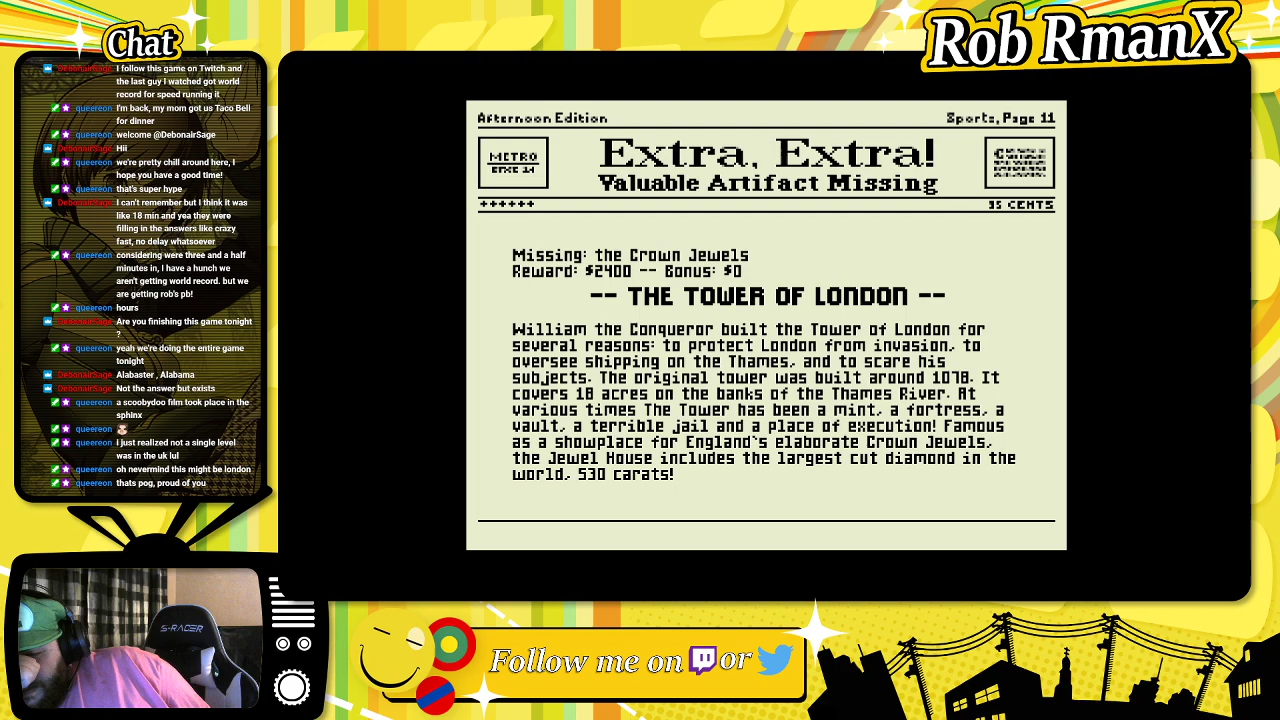 Chat
Rob RmanX
DebonairSage I follow this game on Twitch and
the last guy I watched got world
record for speed running it
queereon I'm back, my mom got us Taco Bell
for dinner
queereon welcome @DebonairSage
DebonairSage Hi!
queereon we're pretty chill around here, I
hope you have a good time!
queereon that's super hype
DebonairSage I can't remember but I think it was
like 18 min and yea they were
filling in the answers like crazy
fast, no delay whatsoever
queereon considering were three and a half
minutes in, I have a hunch we
aren't getting world record. but we
are getting rob's pb
queereon hours
DebonairSage Are you finishing this game tonight
?
queereon Yeah we're doing the entire game
tonight
DebonairSage Alabaster , Alabama
DebonairSage Not the answer but exists
queereon a scoobydoo film took place in the
sphinx
queereon
queereon I just realized not a single level
was in the uk lul
queereon oh nevermind this might be london
queereon thats pog, proud of you
Afternoon Edition
Sports, Page 11
METRO
Extra, Extra!
Valuable Artifact Missing
++++++
35 CENTS
Missing: the Crown Jewels
Reward: $2400 -- Bonus: $0
-- THE TOWER OF LONDON --
William the Conqueror built the Tower of London for
several reasons: to protect London from invasion, to
oversee shipping on the Thames, and to scare his
subjects. The original tower was built around 1078. It
covers 18 acres on the banks of the Thames River. At
various times The Tower has been a mint, a fortress, a
vault, a terrible jail and a place of execution! Famous
as a showplace for England's elaborate Crown Jewels,
the Jewel House includes the largest cut diamond in the
world, 530 carats!
S-RACER
Follow me on or